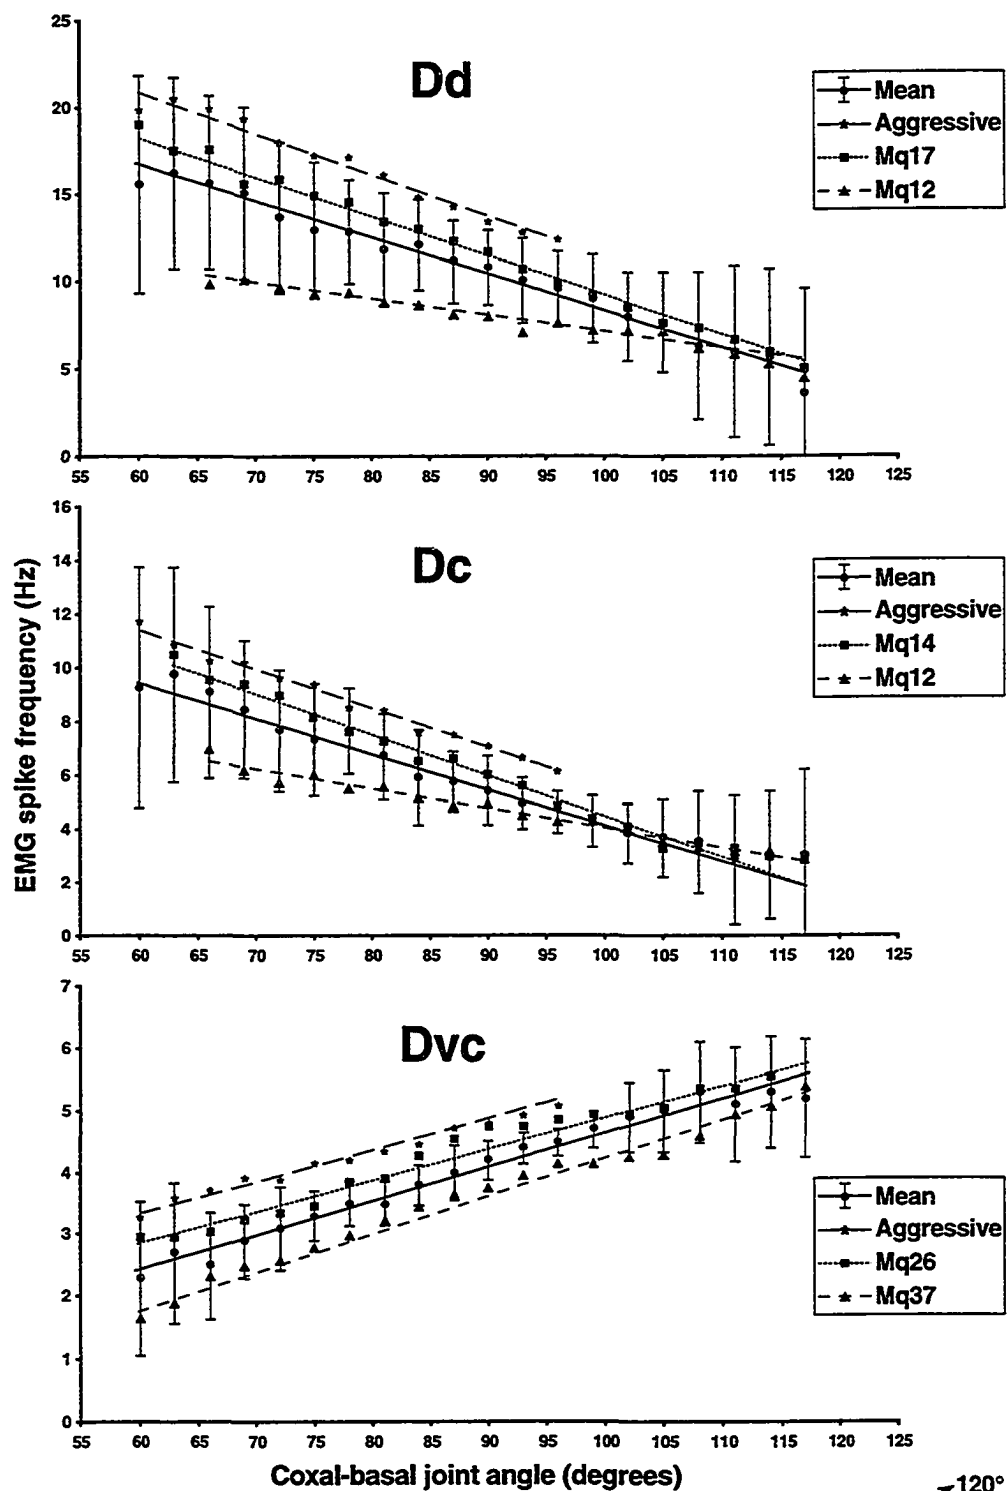 25
20
15
10
5
0
Dd
Mean
Aggressive
Mq17
Mq12
55 60 65 70 75 80 85 90 95 100 105 110 115 120 125
EMG spike frequency (Hz)
16
14
12
10
8
6
4
2
0
Dc
Mean
Aggressive
Mq14
Mq12
55 60 65 70 75 80 85 90 95 100 105 110 115 120 125
7
6
5
4
3
2
1
0
Dvc
Mean
Aggressive
Mq26
Mq37
55 60 65 70 75 80 85 90 95 100 105 110 115 120 125
Coxal-basal joint angle (degrees)
120°